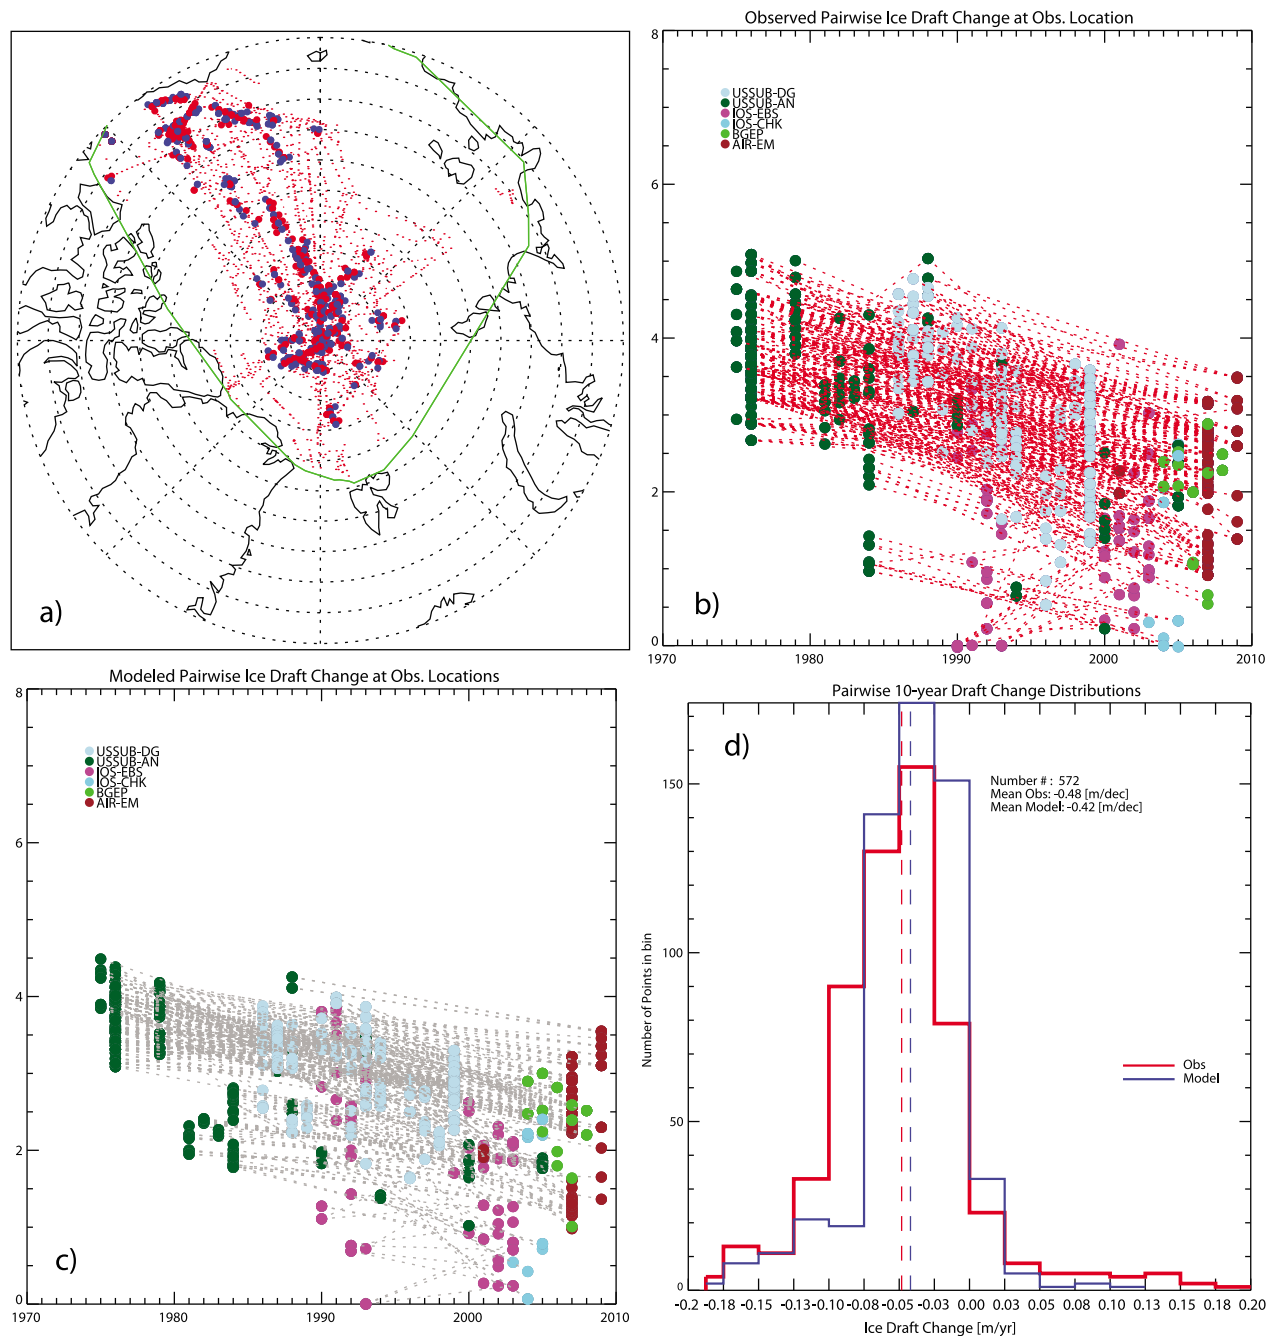 a)
Observed Pairwise Ice Draft Change at Obs. Location
8
6
4
2
0
USSUB-DG
USSUB-AN
IOS-EBS
IOS-CHK
BGEP
AIR-EM
b)
1970 1980 1990 2000 2010
Modeled Pairwise Ice Draft Change at Obs. Locations
8
6
4
2
0
USSUB-DG
USSUB-AN
IOS-EBS
IOS-CHK
BGEP
AIR-EM
c)
1970 1980 1990 2000 2010
Pairwise 10-year Draft Change Distributions
d)
Number # : 572
Mean Obs: -0.48 [m/dec]
Mean Model: -0.42 [m/dec]
Number of Points in bin
150
100
50
0
Obs
Model
-0.2 -0.18 -0.15 -0.13 -0.10 -0.08 -0.05 -0.03 0.00 0.03 0.05 0.08 0.10 0.13 0.15 0.18 0.20
Ice Draft Change [m/yr]